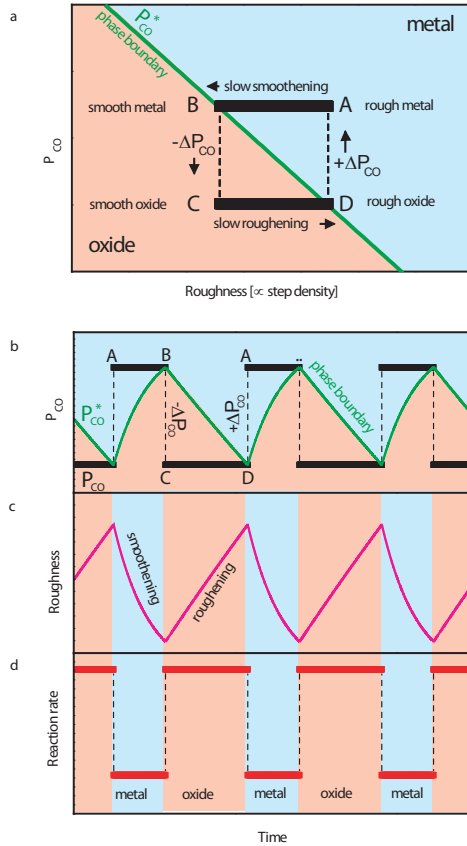 a
P*CO
phase boundary
metal
slow smoothening
smooth metal
B
A
rough metal
-ΔPCO
+ΔPCO
PCO
smooth oxide
C
D
rough oxide
slow roughening
oxide
Roughness [∝ step density]
b
A
B
A
..
P*CO
-ΔPCO
+ΔPCO
phase boundary
PCO
PCO
C
D
c
smoothening
roughening
Roughness
d
Reaction rate
metal
oxide
metal
oxide
metal
Time